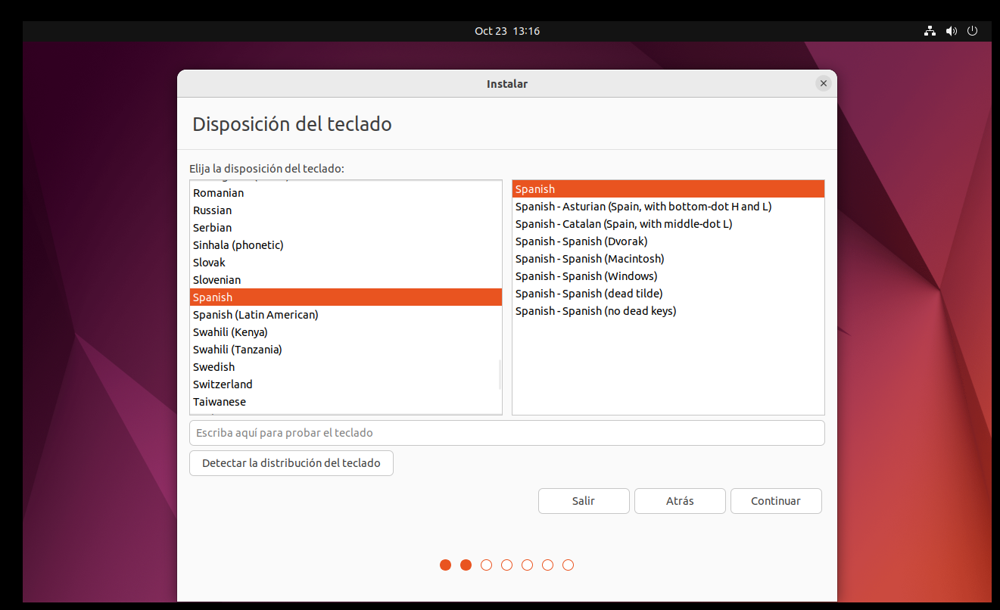 Oct 23 13:16
Instalar
Disposición del teclado
Elija la disposición del teclado:
Romanian
Russian
Serbian
Sinhala (phonetic)
Slovak
Slovenian
Spanish
Spanish (Latin American)
Swahili (Kenya)
Swahili (Tanzania)
Swedish
Switzerland
Taiwanese
Spanish
Spanish - Asturian (Spain, with bottom-dot H and L)
Spanish - Catalan (Spain, with middle-dot L)
Spanish - Spanish (Dvorak)
Spanish - Spanish (Macintosh)
Spanish - Spanish (Windows)
Spanish - Spanish (dead tilde)
Spanish - Spanish (no dead keys)
Escriba aquí para probar el teclado
Detectar la distribución del teclado
Salir
Atrás
Continuar